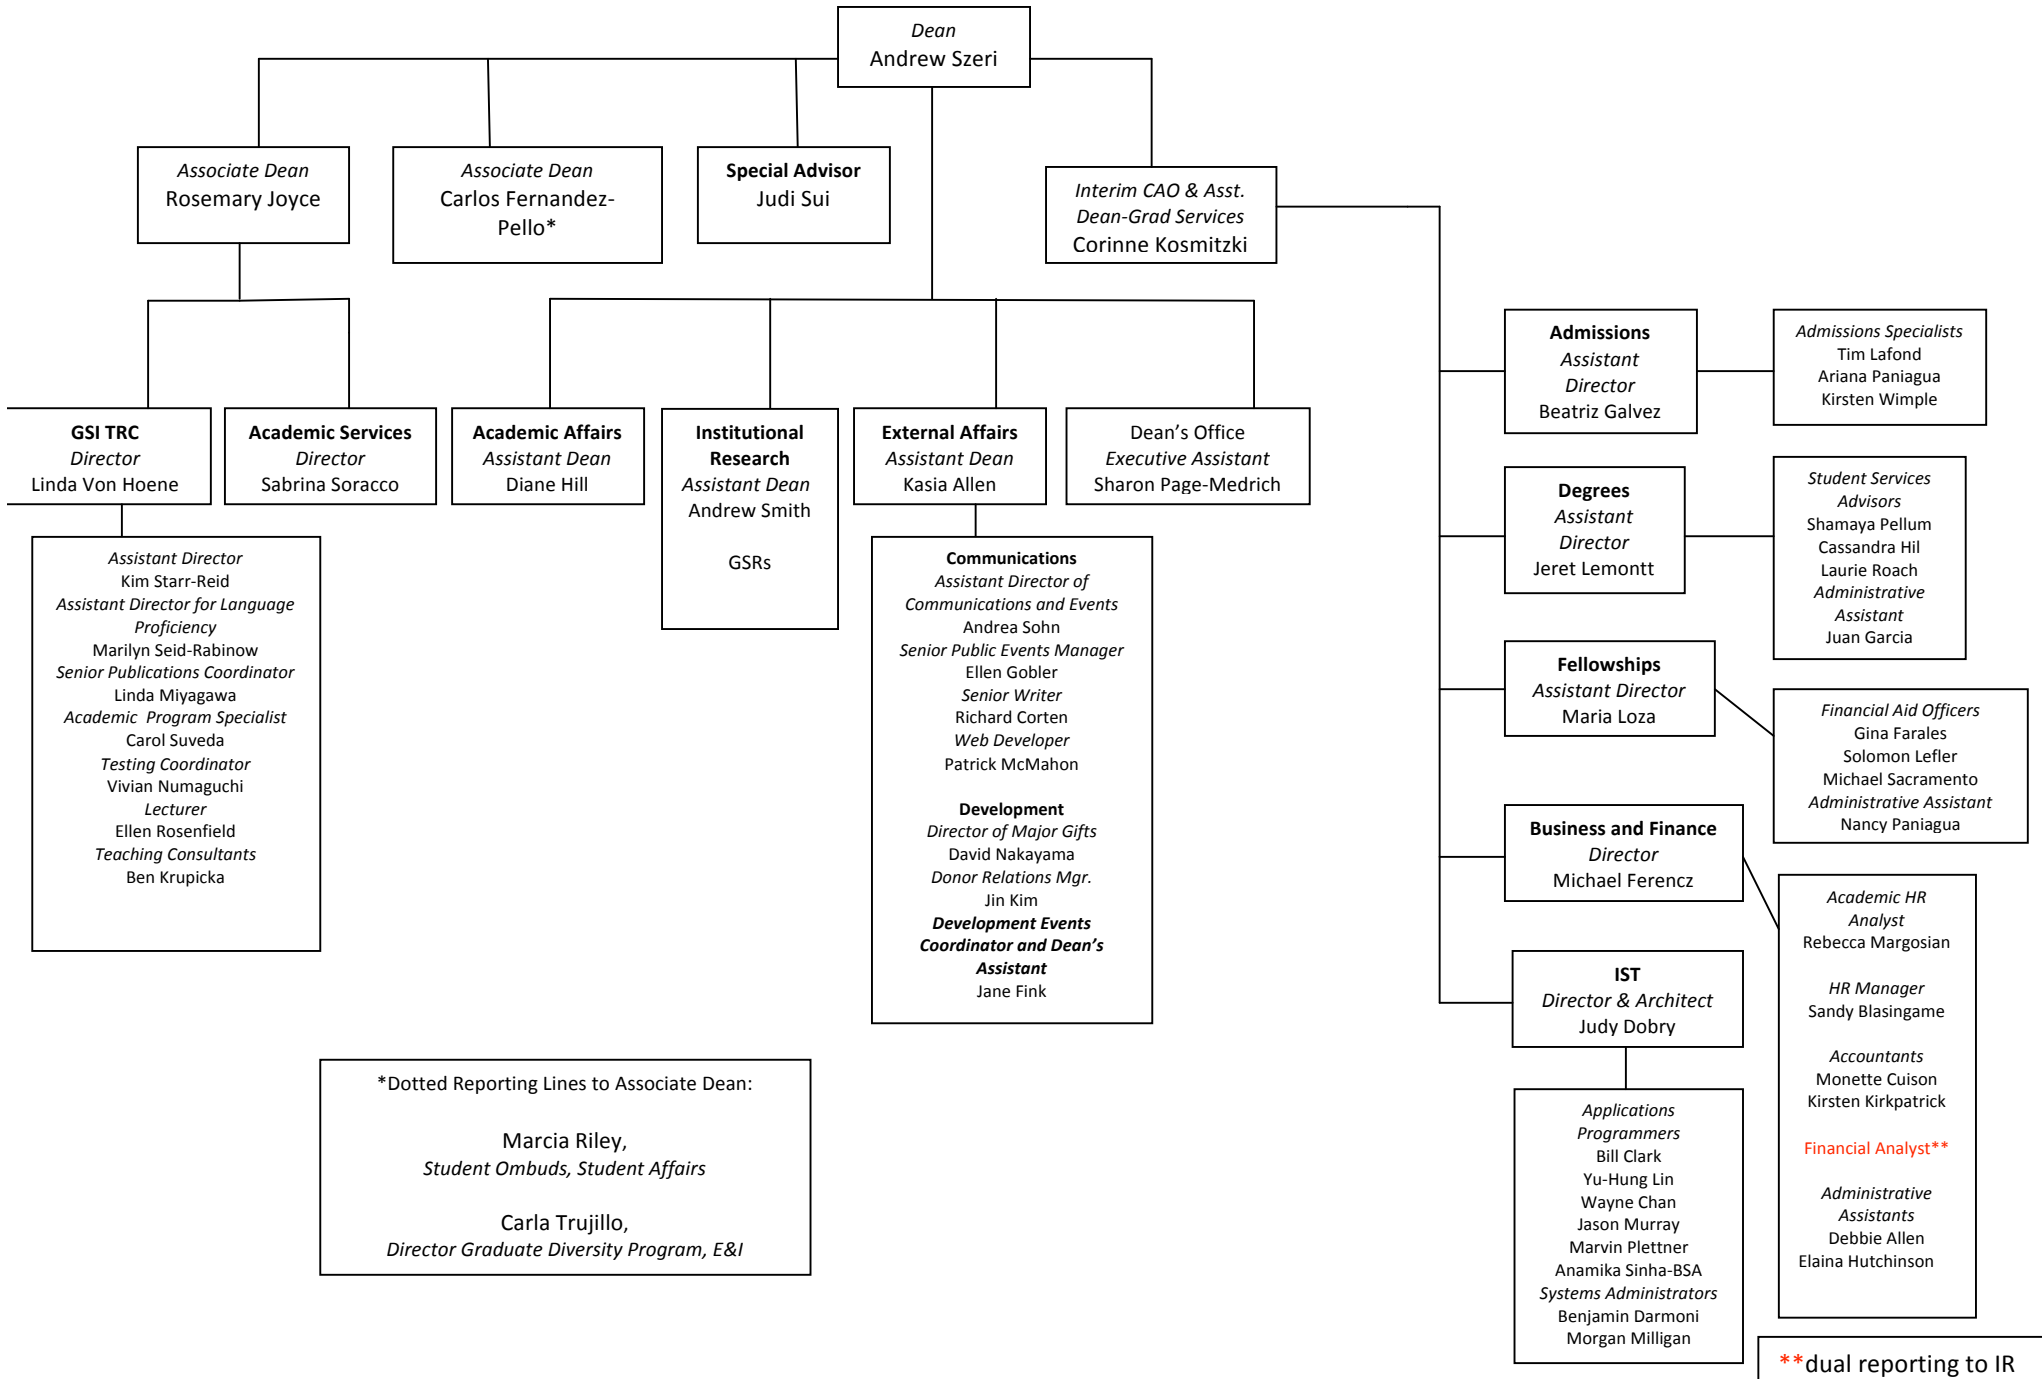 Dean
Andrew Szeri
Associate Dean
Rosemary Joyce
Associate Dean
Carlos Fernandez-
Pello*
Special Advisor
Judi Sui
Interim CAO & Asst.
Dean-Grad Services
Corinne Kosmitzki
GSI TRC
Director
Linda Von Hoene
Academic Services
Director
Sabrina Soracco
Academic Affairs
Assistant Dean
Diane Hill
Institutional
Research
Assistant Dean
Andrew Smith
GSRs
External Affairs
Assistant Dean
Kasia Allen
Dean's Office
Executive Assistant
Sharon Page-Medrich
Assistant Director
Kim Starr-Reid
Assistant Director for Language
Proficiency
Marilyn Seid-Rabinow
Senior Publications Coordinator
Linda Miyagawa
Academic  Program Specialist
Carol Suveda
Testing Coordinator
Vivian Numaguchi
Lecturer
Ellen Rosenfield
Teaching Consultants
Ben Krupicka
Communications
Assistant Director of
Communications and Events
Andrea Sohn
Senior Public Events Manager
Ellen Gobler
Senior Writer
Richard Corten
Web Developer
Patrick McMahon
Development
Director of Major Gifts
David Nakayama
Donor Relations Mgr.
Jin Kim
Development Events
Coordinator and Dean's
Assistant
Jane Fink
Admissions
Assistant
Director
Beatriz Galvez
Admissions Specialists
Tim Lafond
Ariana Paniagua
Kirsten Wimple
Degrees
Assistant
Director
Jeret Lemontt
Student Services
Advisors
Shamaya Pellum
Cassandra Hil
Laurie Roach
Administrative
Assistant
Juan Garcia
Fellowships
Assistant Director
Maria Loza
Financial Aid Officers
Gina Farales
Solomon Lefler
Michael Sacramento
Administrative Assistant
Nancy Paniagua
Business and Finance
Director
Michael Ferencz
Academic HR
Analyst
Rebecca Margosian
HR Manager
Sandy Blasingame
Accountants
Monette Cuison
Kirsten Kirkpatrick
Financial Analyst**
Administrative
Assistants
Debbie Allen
Elaina Hutchinson
IST
Director & Architect
Judy Dobry
Applications
Programmers
Bill Clark
Yu-Hung Lin
Wayne Chan
Jason Murray
Marvin Plettner
Anamika Sinha-BSA
Systems Administrators
Benjamin Darmoni
Morgan Milligan
*Dotted Reporting Lines to Associate Dean:
Marcia Riley,
Student Ombuds, Student Affairs
Carla Trujillo,
Director Graduate Diversity Program, E&I
**dual reporting to IR